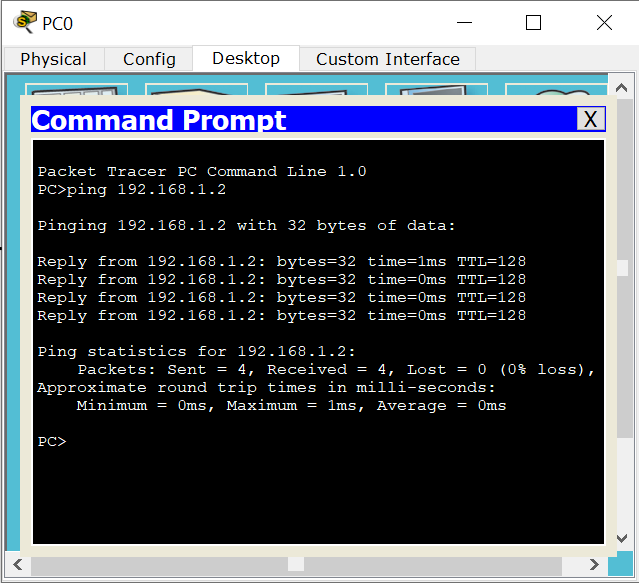 PC0
Physical Config Desktop Custom Interface
Command Prompt X
Packet Tracer PC Command Line 1.0
PC>ping 192.168.1.2
Pinging 192.168.1.2 with 32 bytes of data:
Reply from 192.168.1.2: bytes=32 time=1ms TTL=128
Reply from 192.168.1.2: bytes=32 time=0ms TTL=128
Reply from 192.168.1.2: bytes=32 time=0ms TTL=128
Reply from 192.168.1.2: bytes=32 time=0ms TTL=128
Ping statistics for 192.168.1.2:
Packets: Sent = 4, Received = 4, Lost = 0 (0% loss),
Approximate round trip times in milli-seconds:
Minimum = 0ms, Maximum = 1ms, Average = 0ms
PC>